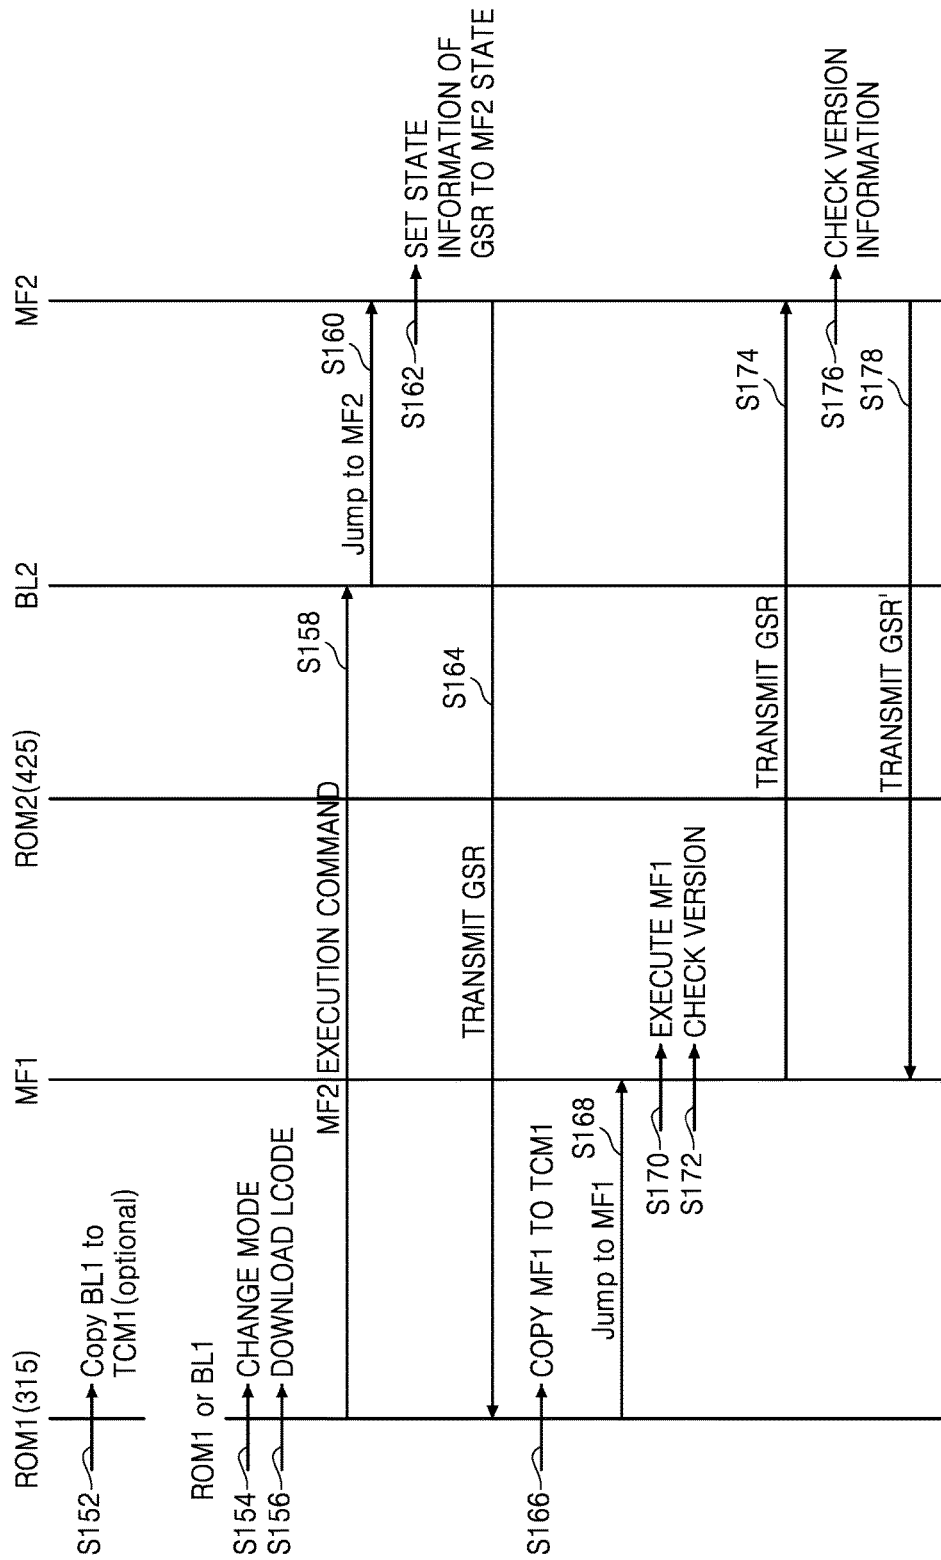 ROM1(315)
MF1
ROM2(425)
BL2
MF2
S152
Copy BL1 to
TCM1(optional)
ROM1 or BL1
S154
CHANGE MODE
S156
DOWNLOAD LCODE
MF2 EXECUTION COMMAND
S158
Jump to MF2
S160
S162
SET STATE
INFORMATION OF
GSR TO MF2 STATE
TRANSMIT GSR
S164
S166
COPY MF1 TO TCM1
Jump to MF1
S168
S170
EXECUTE MF1
S172
CHECK VERSION
TRANSMIT GSR
S174
S176
CHECK VERSION
INFORMATION
TRANSMIT GSR'
S178